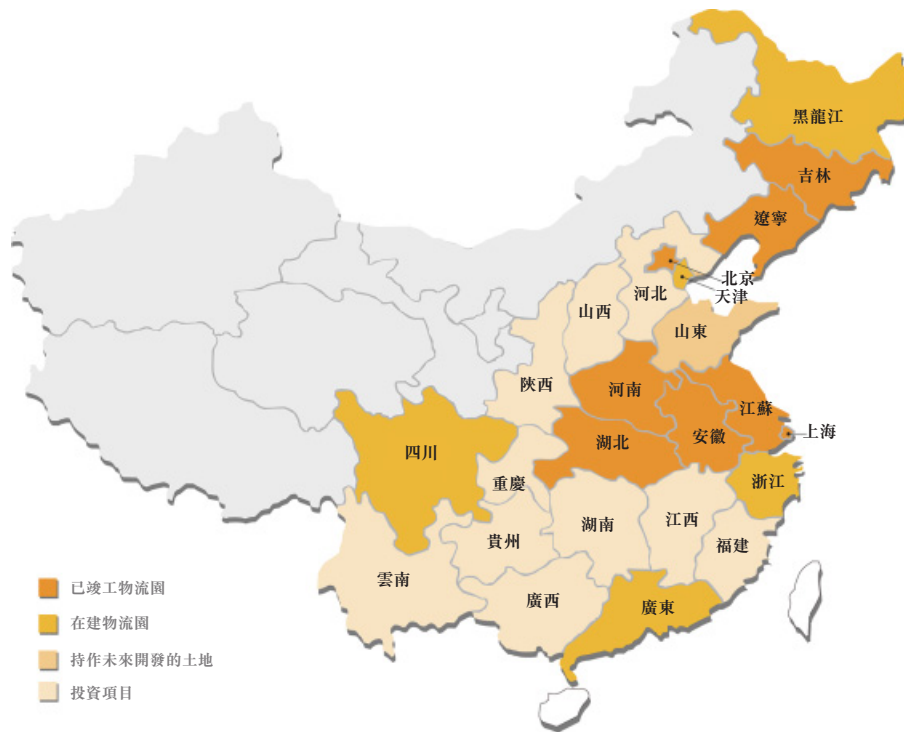 黑龍江
吉林
遼寧
北京
天津
河北
山西
山東
陝西
河南
江蘇
安徽
上海
湖北
四川
重慶
浙江
湖南
江西
貴州
福建
雲南
廣西
廣東
已竣工物流園
在建物流園
持作未來開發的土地
投資項目